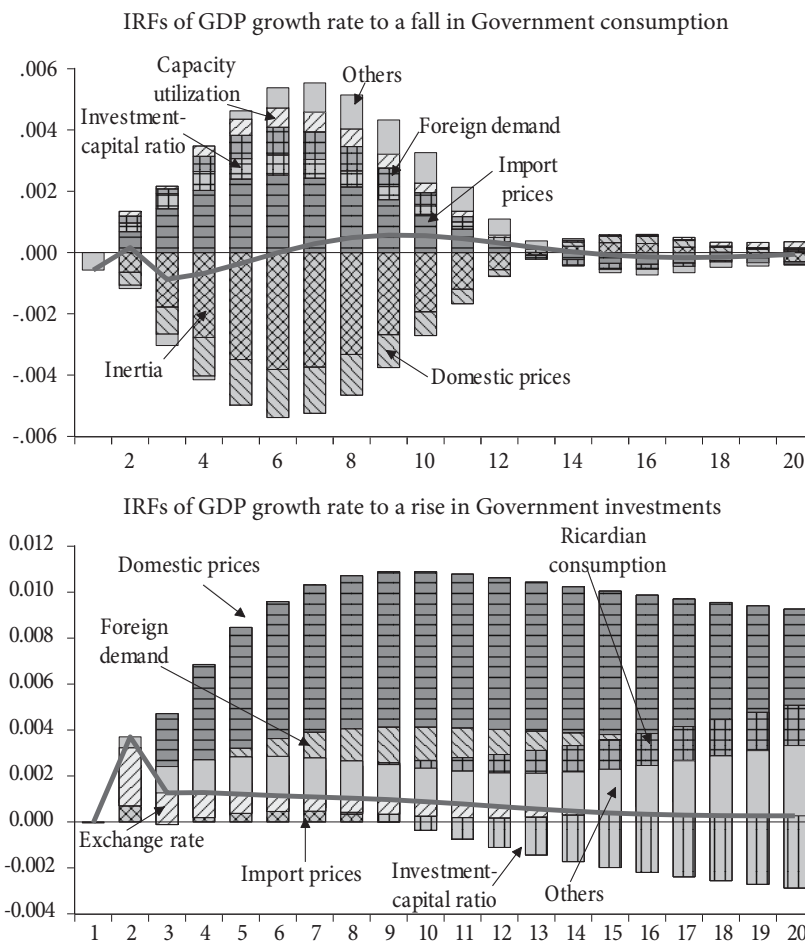 IRFs of GDP growth rate to a fall in Government consumption
.006
.004
.002
.000
-.002
-.004
-.006
Capacity
utilization
Others
Investment-
capital ratio
Foreign demand
Import
prices
Inertia
Domestic prices
2 4 6 8 10 12 14 16 18 20
IRFs of GDP growth rate to a rise in Government investments
0.012
0.010
0.008
0.006
0.004
0.002
0.000
-0.002
-0.004
Domestic prices
Ricardian
consumption
Foreign
demand
Exchange rate
Import prices
Investment-
capital ratio
Others
1 2 3 4 5 6 7 8 9 10 11 12 13 14 15 16 17 18 19 20